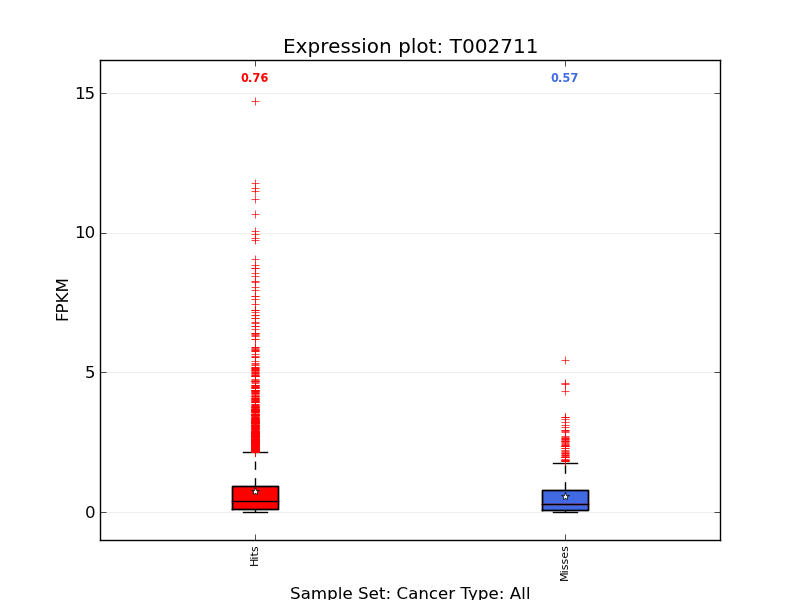 Expression plot: T002711
0.76
0.57
15
10
5
0
FPKM
Hits
Misses
Sample Set: Cancer Type: All